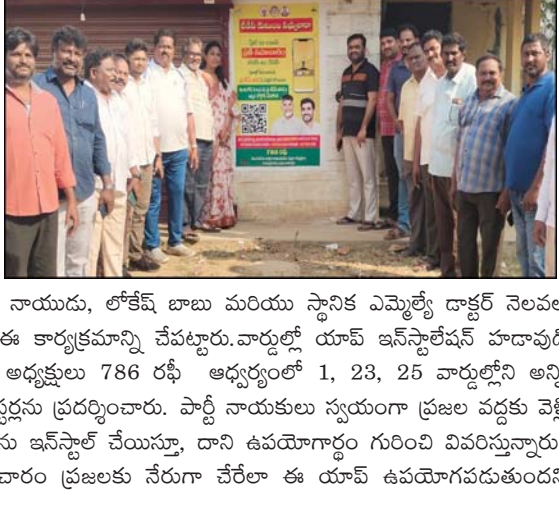 నాయుడు, లోకేష్ బాబు మరియు స్థానిక ఎమ్మెల్యే డాక్టర్ నెలవల
ఈ కార్యక్రమాన్ని చేపట్టారు.వార్డుల్లో యాప్ ఇన్‌స్టాలేషన్ హడావుడి
అధ్యక్షులు 786 రఫీ ఆధ్వర్యంలో 1, 23, 25 వార్డుల్లోని అన్ని
స్టర్లను ప్రదర్శించారు. పార్టీ నాయకులు స్వయంగా ప్రజల వద్దకు వెళ్లి
ను ఇన్‌స్టాల్ చేయిస్తూ, దాని ఉపయోగార్థం గురించి వివరిస్తున్నారు
చారం ప్రజలకు నేరుగా చేరేలా ఈ యాప్ ఉపయోగపడుతుందని